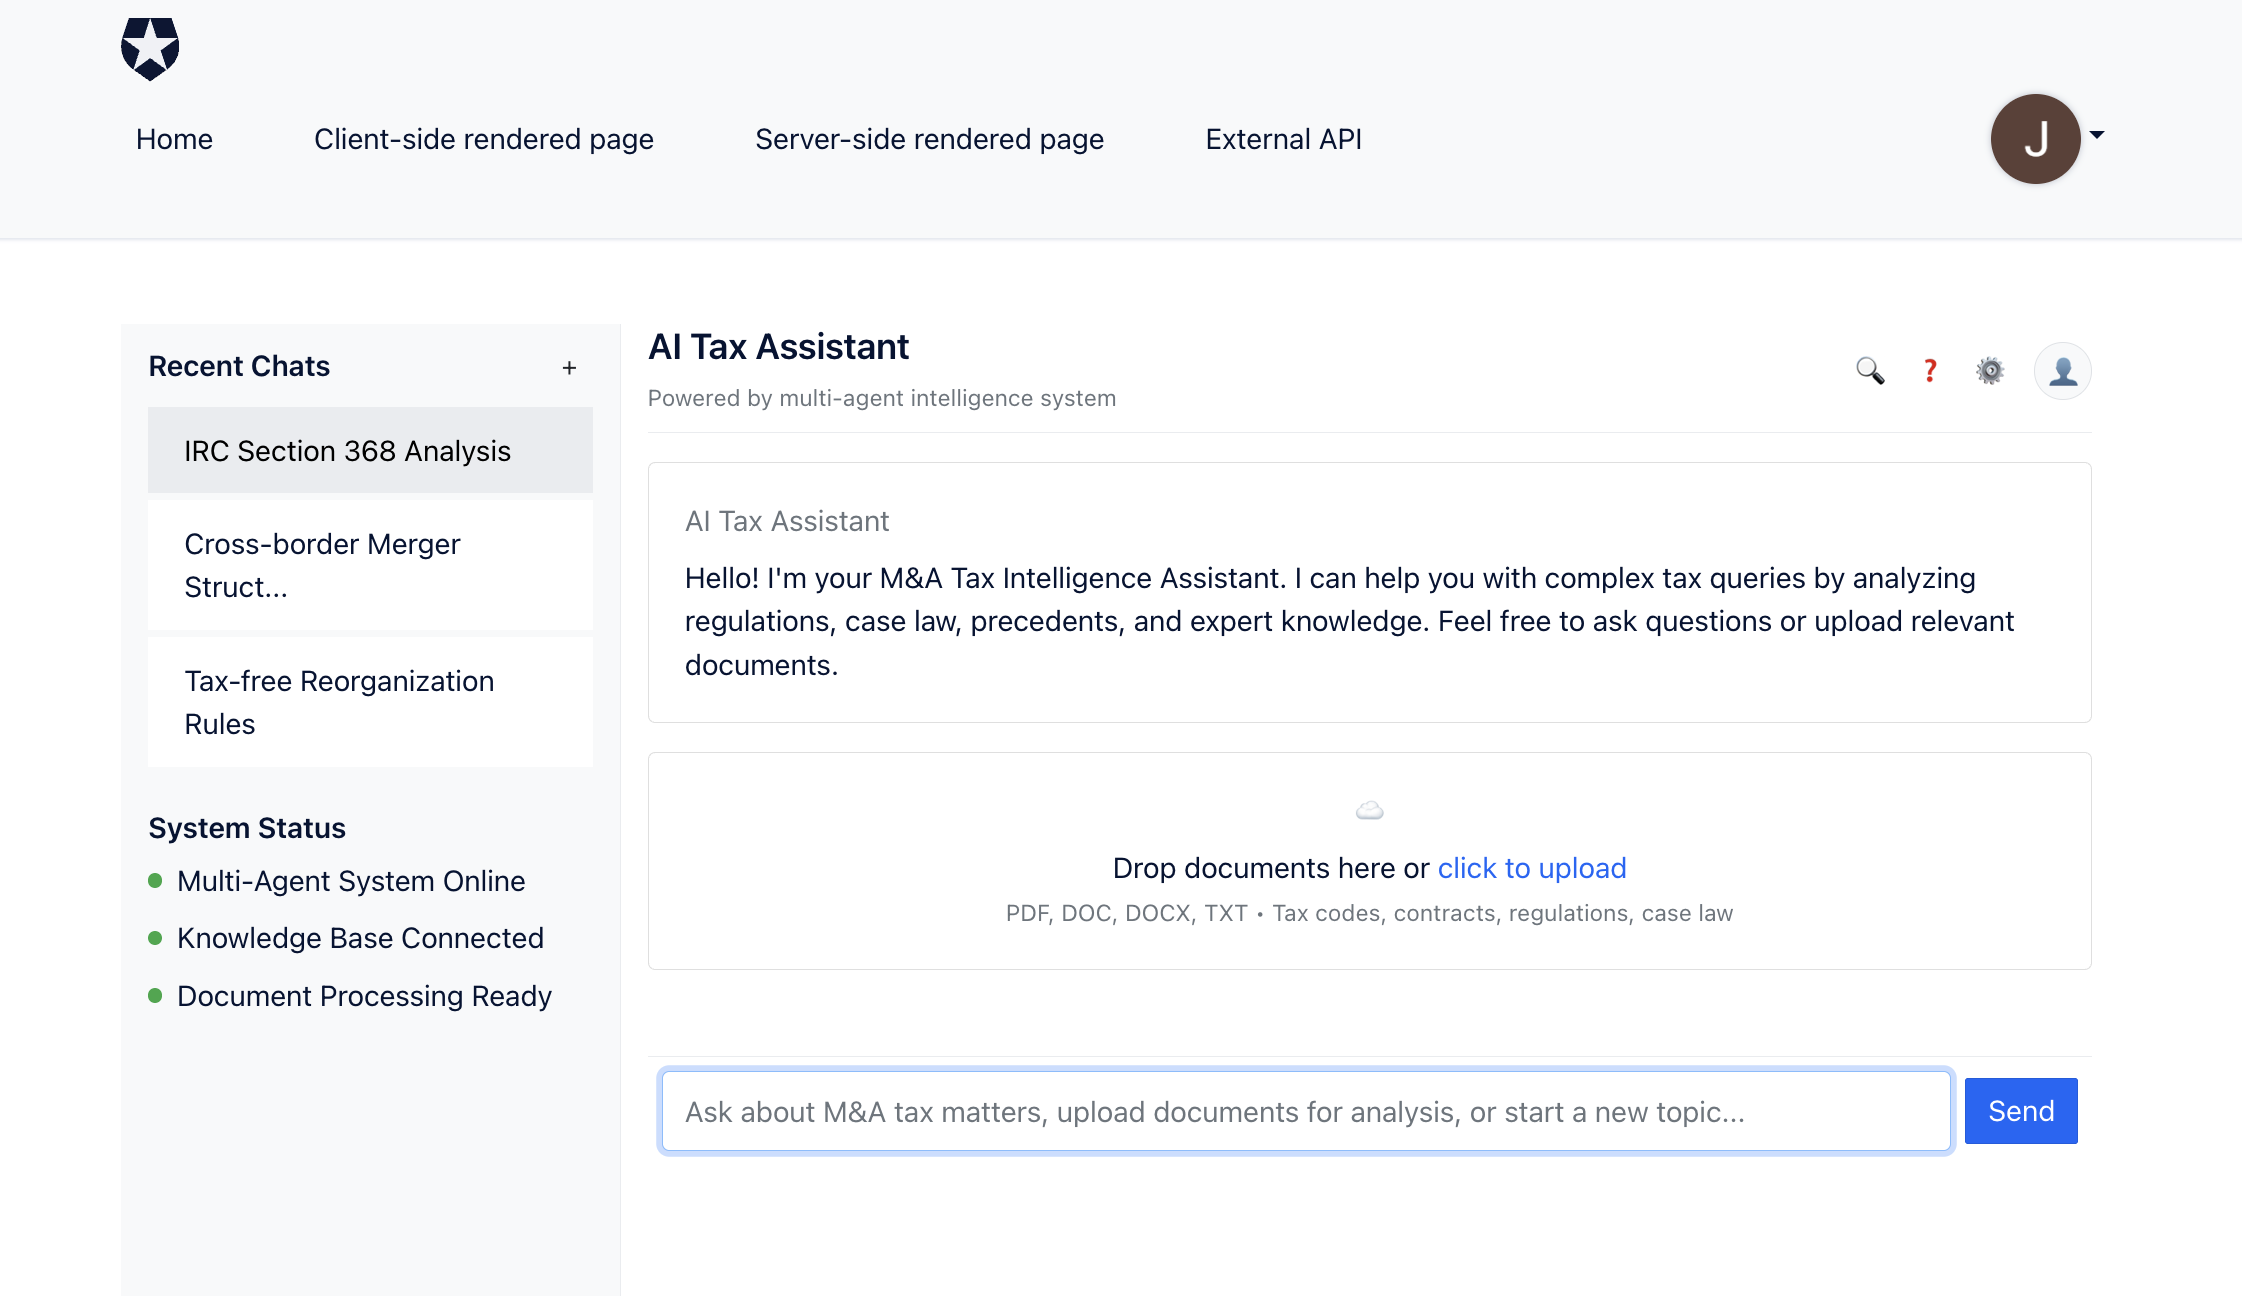 Home
Client-side rendered page
Server-side rendered page
External API
J
Recent Chats
+
IRC Section 368 Analysis
Cross-border Merger
Struct...
Tax-free Reorganization
Rules
System Status
Multi-Agent System Online
Knowledge Base Connected
Document Processing Ready
AI Tax Assistant
Powered by multi-agent intelligence system
❓
AI Tax Assistant
Hello! I'm your M&A Tax Intelligence Assistant. I can help you with complex tax queries by analyzing
regulations, case law, precedents, and expert knowledge. Feel free to ask questions or upload relevant
documents.
Drop documents here or click to upload
PDF, DOC, DOCX, TXT • Tax codes, contracts, regulations, case law
Ask about M&A tax matters, upload documents for analysis, or start a new topic...
Send